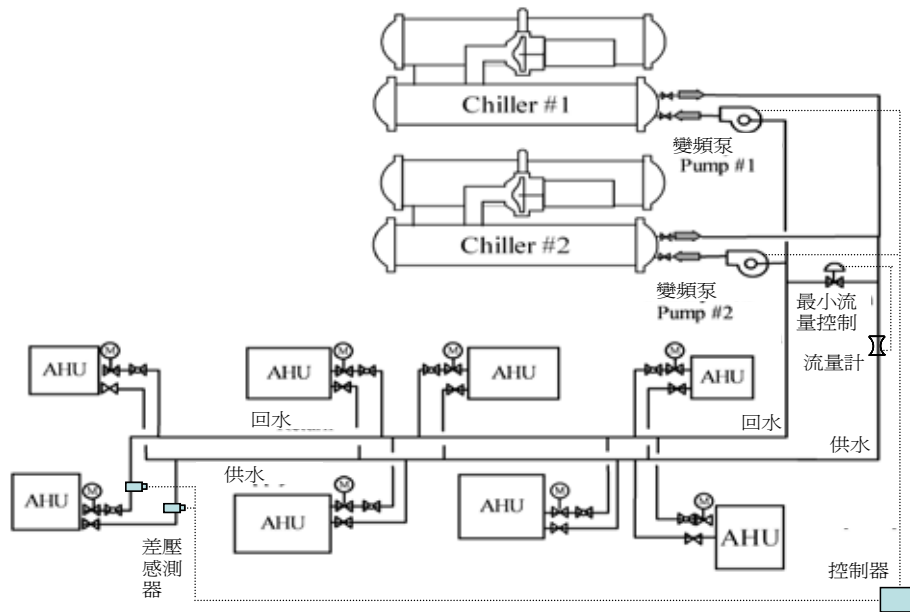 Chiller #1
變頻泵
Pump #1
Chiller #2
變頻泵
Pump #2
最小流
量控制
流量計
M
AHU
M
AHU
M
AHU
M
AHU
回水
回水
供水
供水
M
AHU
M
AHU
M
AHU
M
AHU
差壓
感測
器
控制器